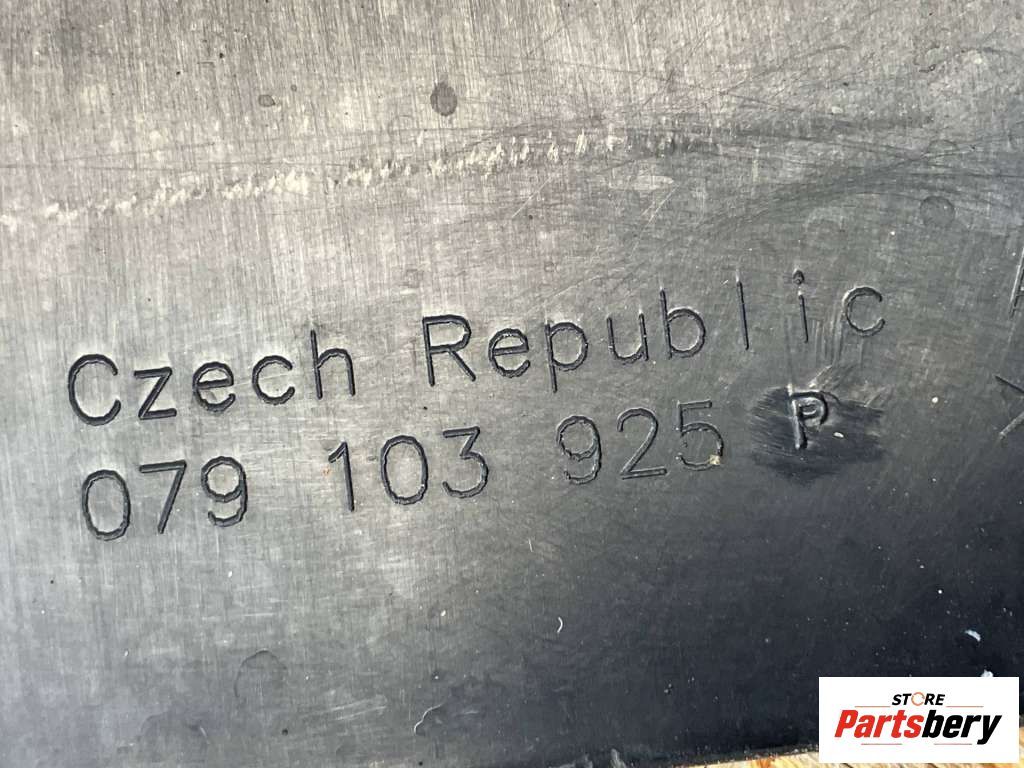 Czech Republic
079 103 925 P
STORE
Partsbery